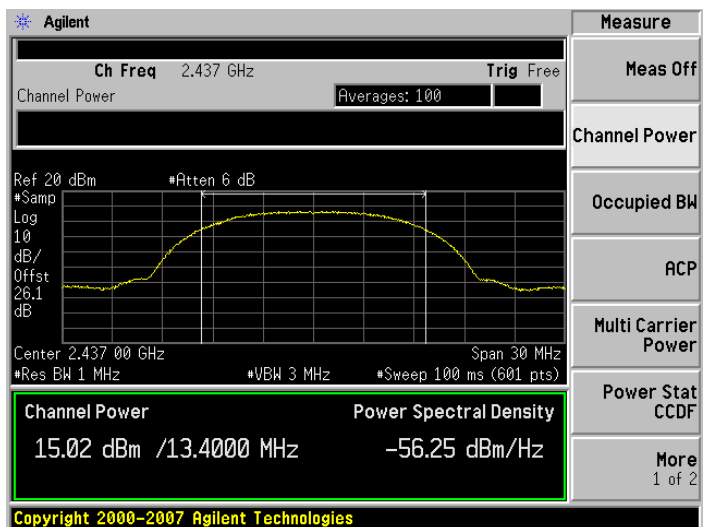 Agilent
Measure
Ch Freq 2.437 GHz Trig Free
Channel Power Averages: 100
Meas Off
Channel Power
Occupied BW
ACP
Multi Carrier
Power
Power Stat
CCDF
More
1 of 2
Ref 20 dBm #Atten 6 dB
#Samp
Log
10
dB/
Offst
26.1
dB
Center 2.437 00 GHz Span 30 MHz
#Res BW 1 MHz #VBW 3 MHz #Sweep 100 ms (601 pts)
Channel Power Power Spectral Density
15.02 dBm /13.4000 MHz -56.25 dBm/Hz
Copyright 2000-2007 Agilent Technologies